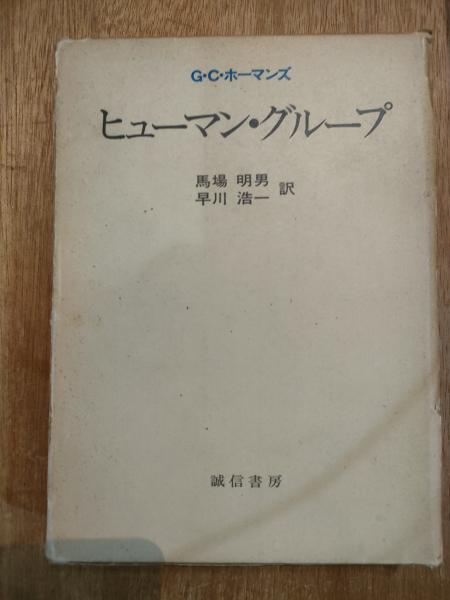 G・C・ホーマンズ
ヒューマン・グループ
馬場 明男
早川 浩一 訳
誠信書房